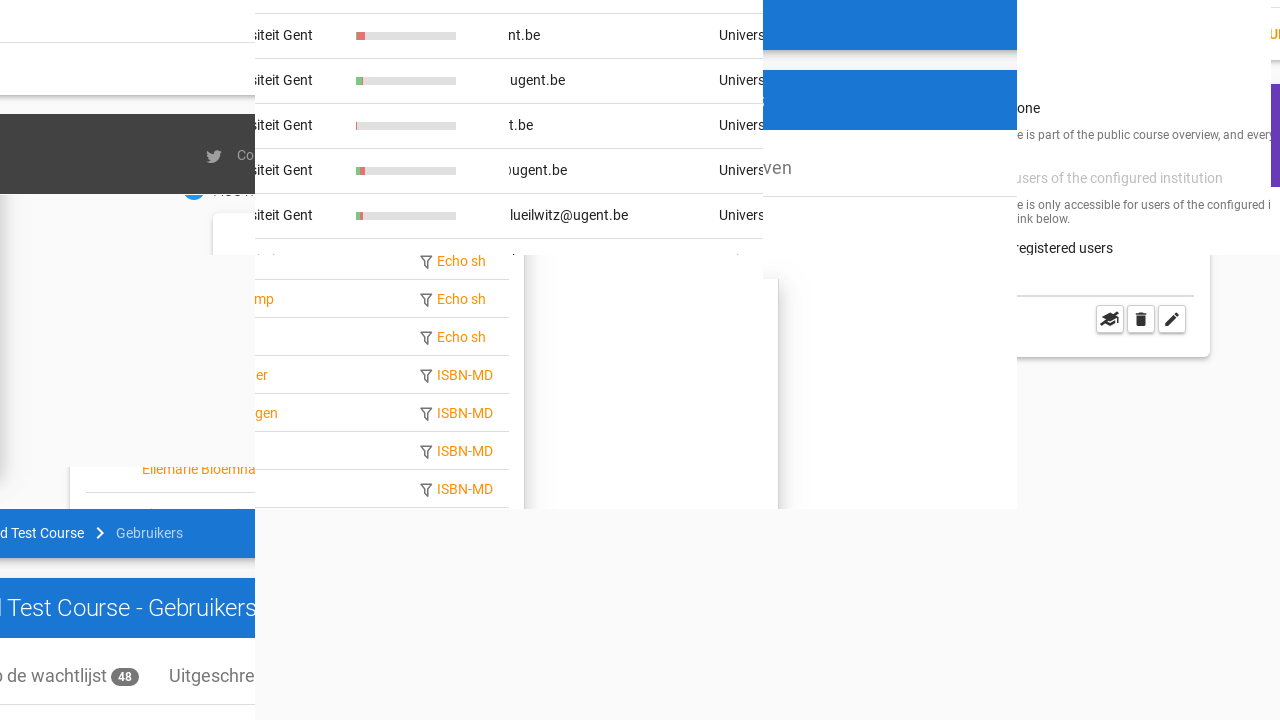 siteit Gent nt.be Univers
siteit Gent ugent.be Univers
siteit Gent t.be Univers
siteit Gent ugent.be Univers
siteit Gent lueilwitz@ugent.be Univers
one
e is part of the public course overview, and every
users of the configured institution
e is only accessible for users of the configured i
ink below.
registered users
Co
ven
Echo sh
mp Echo sh
Echo sh
er ISBN-MD
gen ISBN-MD
ISBN-MD
ISBN-MD
Ellemarie Bloemha
d Test Course > Gebruikers
l Test Course - Gebruikers
p de wachtlijst 48 Uitgeschre